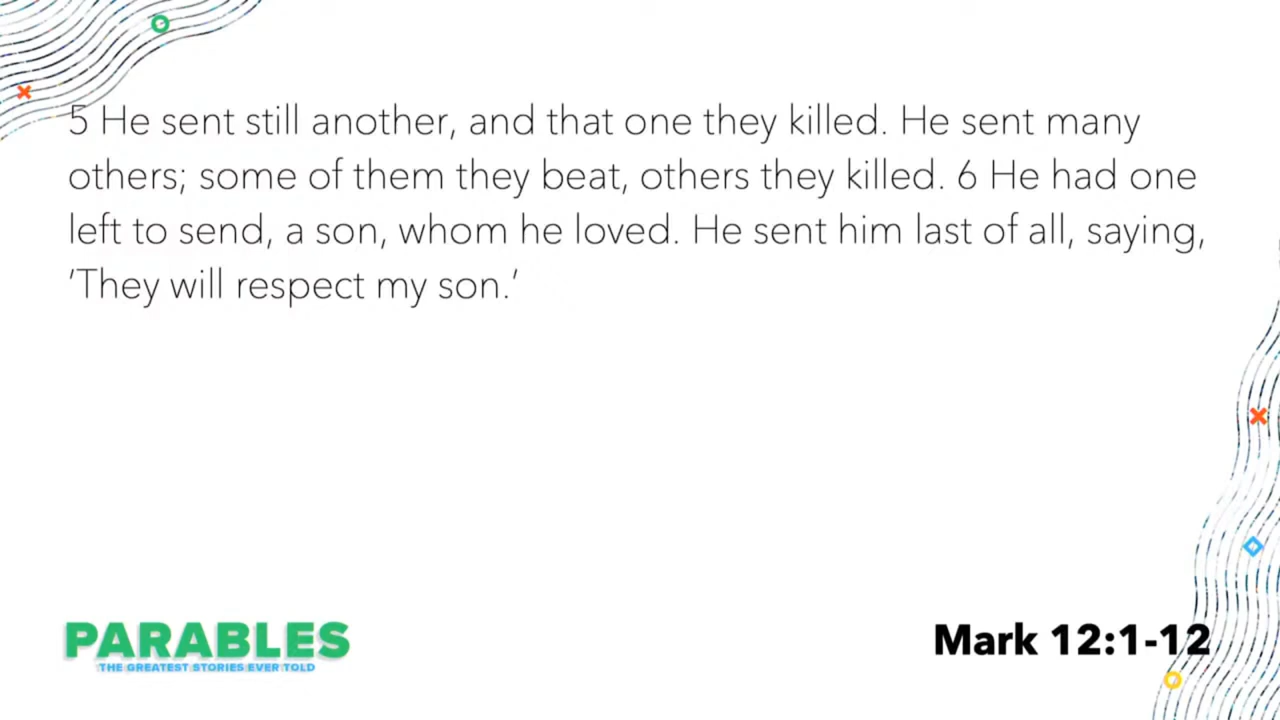 5 He sent still another, and that one they killed. He sent many
others; some of them they beat, others they killed. 6 He had one
left to send, a son, whom he loved. He sent him last of all, saying,
‘They will respect my son.’
PARABLES
THE GREATEST STORIES EVER TOLD
Mark 12:1-12